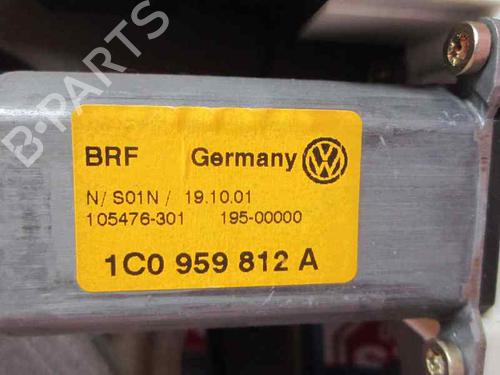 B-PARTS
BRF Germany
N/ S01N / 19.10.01
105476-301 195-00000
1C0 959 812 A